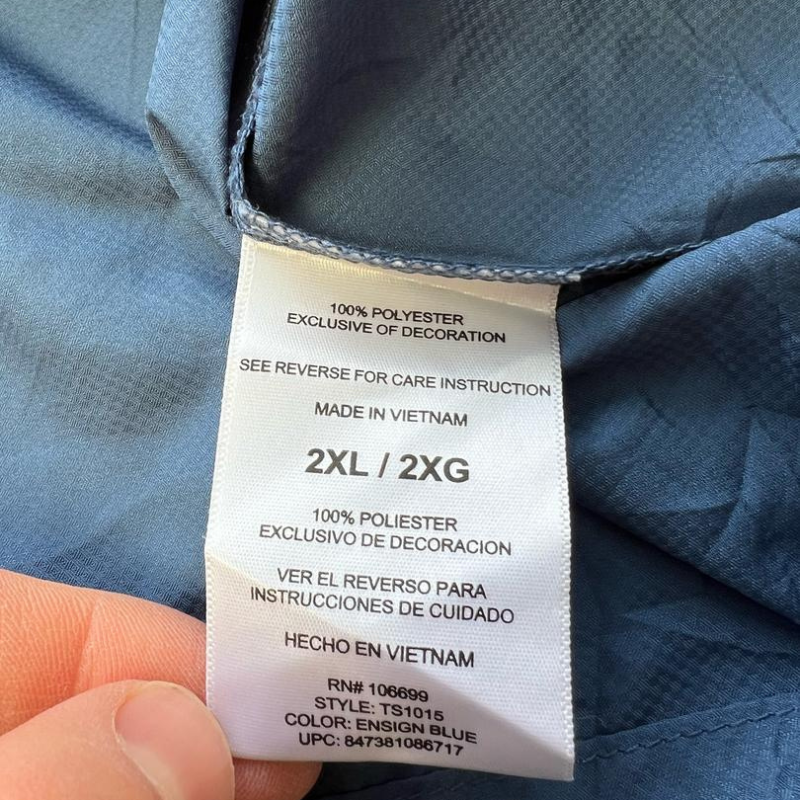 100% POLYESTER
EXCLUSIVE OF DECORATION
SEE REVERSE FOR CARE INSTRUCTION
MADE IN VIETNAM
2XL / 2XG
100% POLIESTER
EXCLUSIVO DE DECORACION
VER EL REVERSO PARA
INSTRUCCIONES DE CUIDADO
HECHO EN VIETNAM
RN# 106699
STYLE: TS1015
COLOR: ENSIGN BLUE
UPC: 847381086717